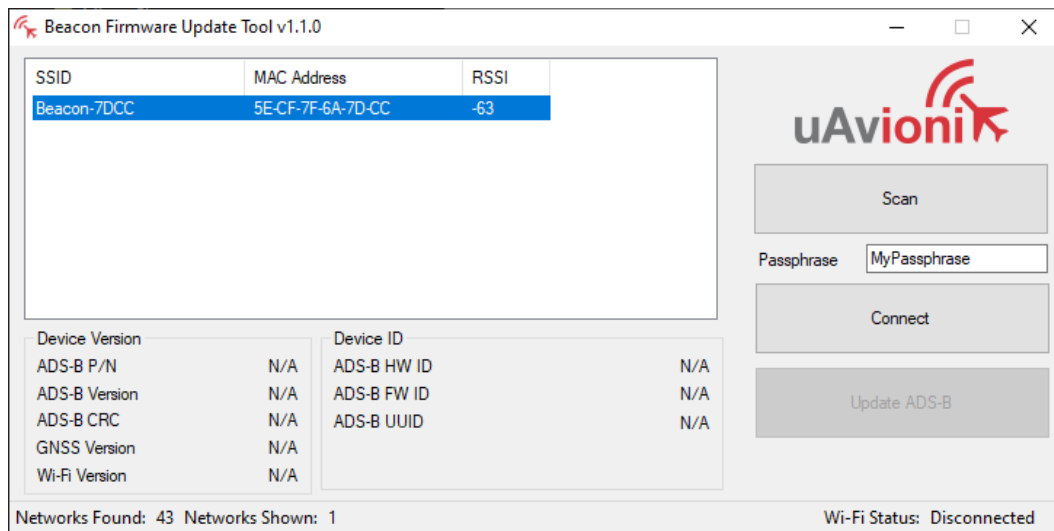 Beacon Firmware Update Tool v1.1.0
SSID MAC Address RSSI
Beacon-7DCC 5E-CF-7F-6A-7D-CC -63
uAvionix
Scan
Passphrase MyPassphrase
Connect
Update ADS-B
Device Version
ADS-B P/N N/A
ADS-B Version N/A
ADS-B CRC N/A
GNSS Version N/A
Wi-Fi Version N/A
Device ID
ADS-B HW ID N/A
ADS-B FW ID N/A
ADS-B UUID N/A
Networks Found: 43 Networks Shown: 1
Wi-Fi Status: Disconnected